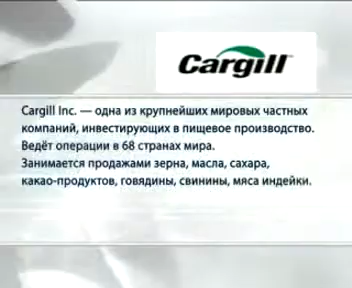 Cargill
Cargill Inc. — одна из крупнейших мировых частных
компаний, инвестирующих в пищевое производство.
Ведёт операции в 68 странах мира.
Занимается продажами зерна, масла, сахара,
какао-продуктов, говядины, свинины, мяса индейки.